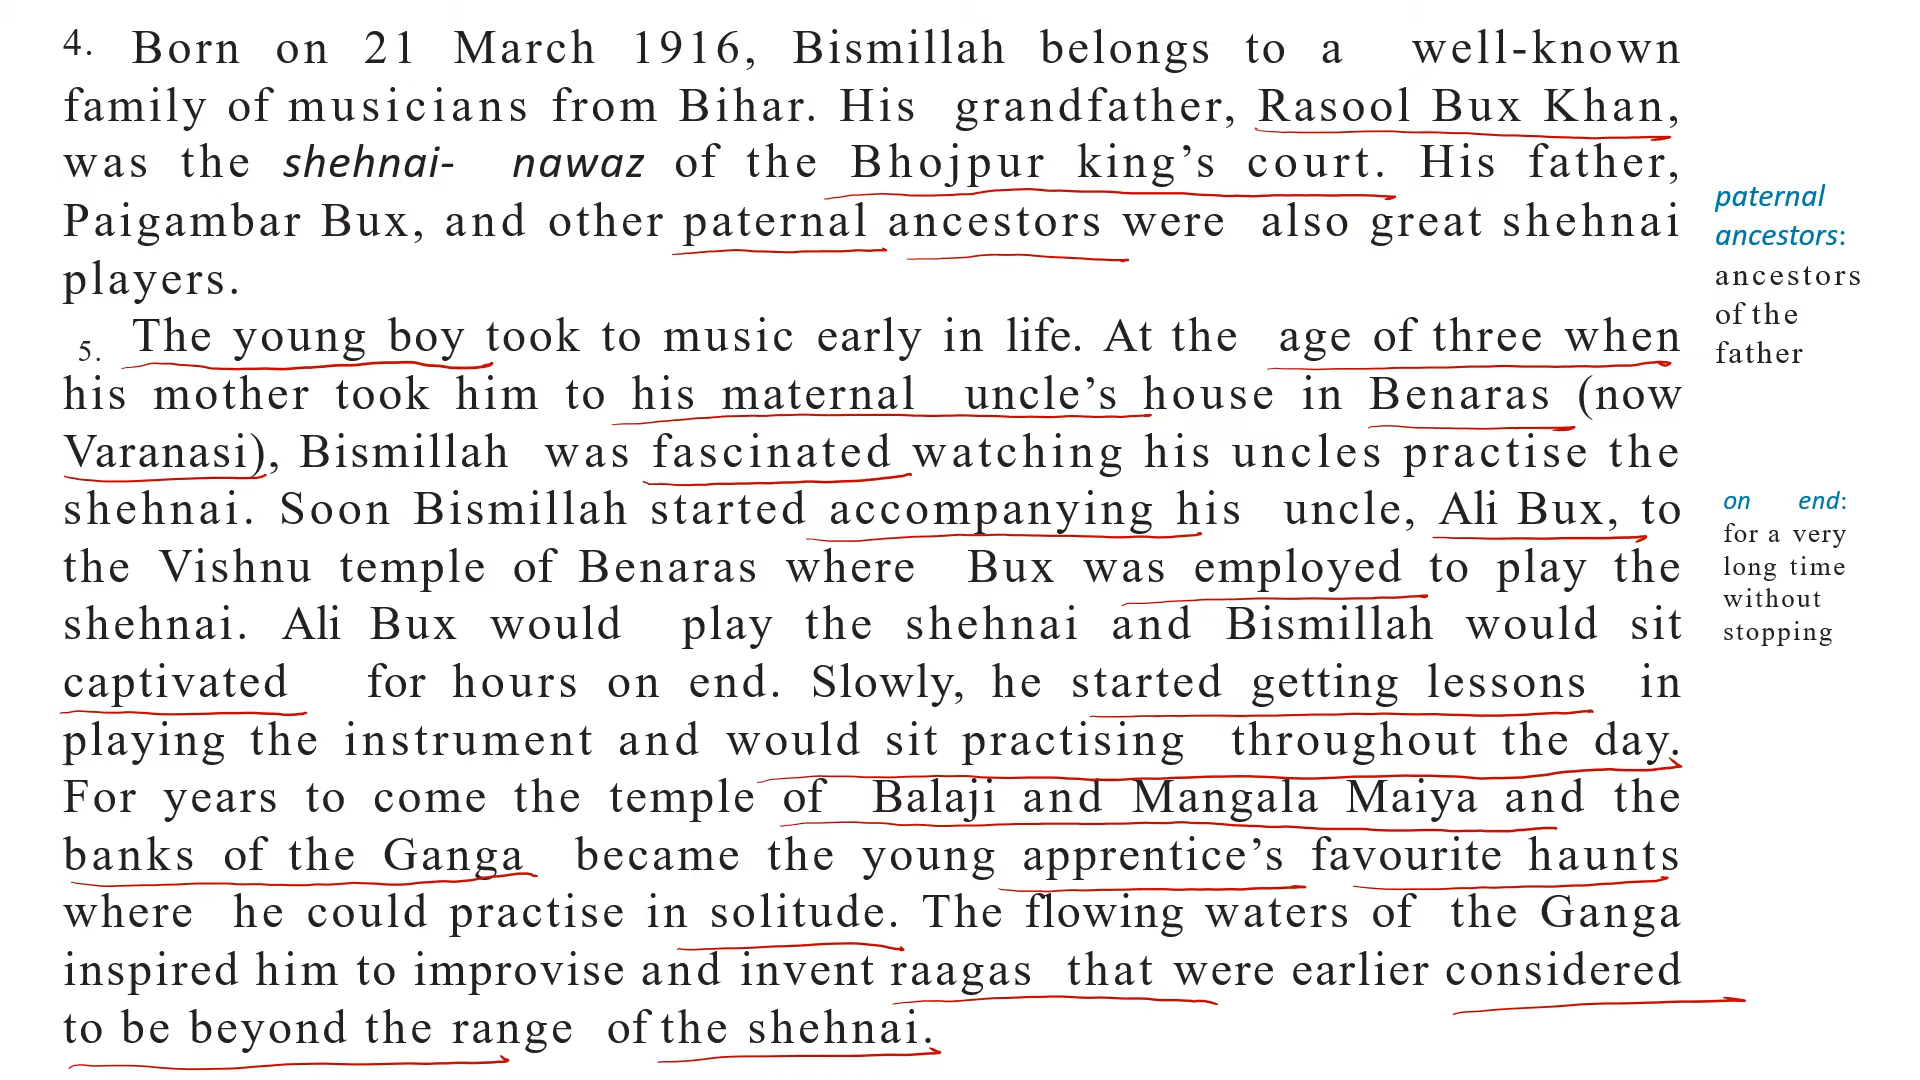 4. Born on 21 March 1916, Bismillah belongs to a well-known
family of musicians from Bihar. His grandfather, Rasool Bux Khan,
was the shehnai- nawaz of the Bhojpur king’s court. His father,
Paigambar Bux, and other paternal ancestors were also great shehnai
players.
5. The young boy took to music early in life. At the age of three when
his mother took him to his maternal uncle’s house in Benaras (now
Varanasi), Bismillah was fascinated watching his uncles practise the
shehnai. Soon Bismillah started accompanying his uncle, Ali Bux, to
the Vishnu temple of Benaras where Bux was employed to play the
shehnai. Ali Bux would play the shehnai and Bismillah would sit
captivated for hours on end. Slowly, he started getting lessons in
playing the instrument and would sit practising throughout the day.
For years to come the temple of Balaji and Mangala Maiya and the
banks of the Ganga became the young apprentice’s favourite haunts
where he could practise in solitude. The flowing waters of the Ganga
inspired him to improvise and invent raagas that were earlier considered
to be beyond the range of the shehnai.
paternal
ancestors:
ancestors
of the
father
on end:
for a very
long time
without
stopping